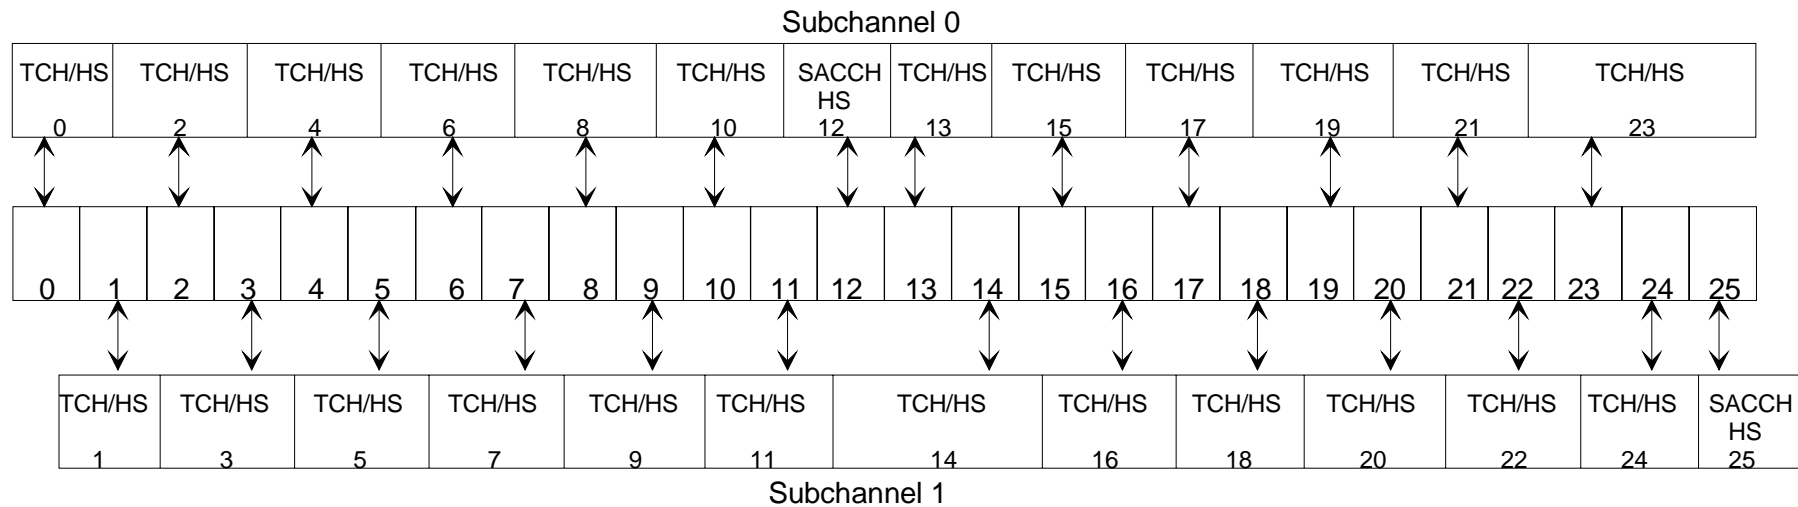 Subchannel 0
TCH/HS TCH/HS TCH/HS TCH/HS TCH/HS TCH/HS SACCH TCH/HS TCH/HS TCH/HS TCH/HS TCH/HS TCH/HS
HS
0 2 4 6 8 10 12 13 15 17 19 21 23
0 1 2 3 4 5 6 7 8 9 10 11 12 13 14 15 16 17 18 19 20 21 22 23 24 25
TCH/HS TCH/HS TCH/HS TCH/HS TCH/HS TCH/HS TCH/HS TCH/HS TCH/HS TCH/HS TCH/HS TCH/HS SACCH
HS
1 3 5 7 9 11 14 16 18 20 22 24 25
Subchannel 1